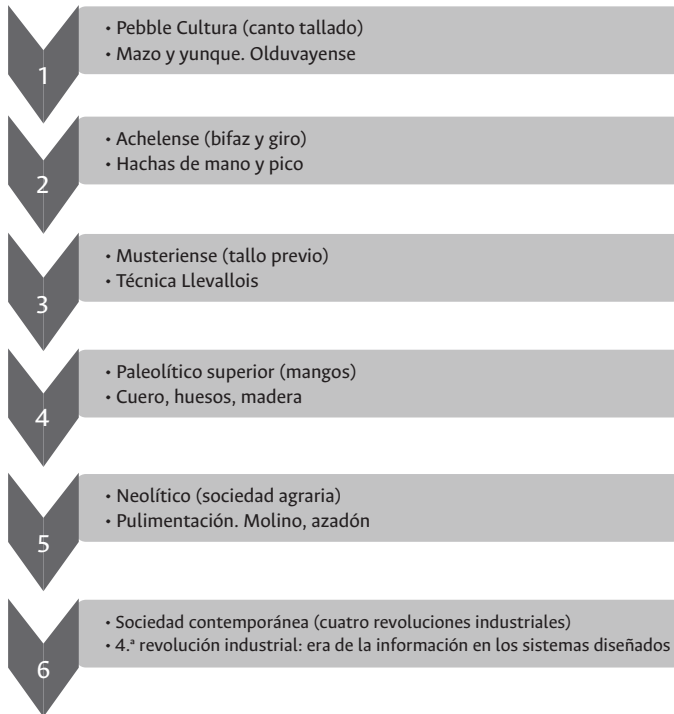 • Pebble Cultura (canto tallado)
• Mazo y yunque. Olduvayense
1
• Achelense (bifaz y giro)
• Hachas de mano y pico
2
• Musteriense (tallo previo)
• Técnica Llevallois
3
• Paleolítico superior (mangos)
• Cuero, huesos, madera
4
• Neolítico (sociedad agraria)
• Pulimentación. Molino, azadón
5
• Sociedad contemporánea (cuatro revoluciones industriales)
• 4.ª revolución industrial: era de la información en los sistemas diseñados
6